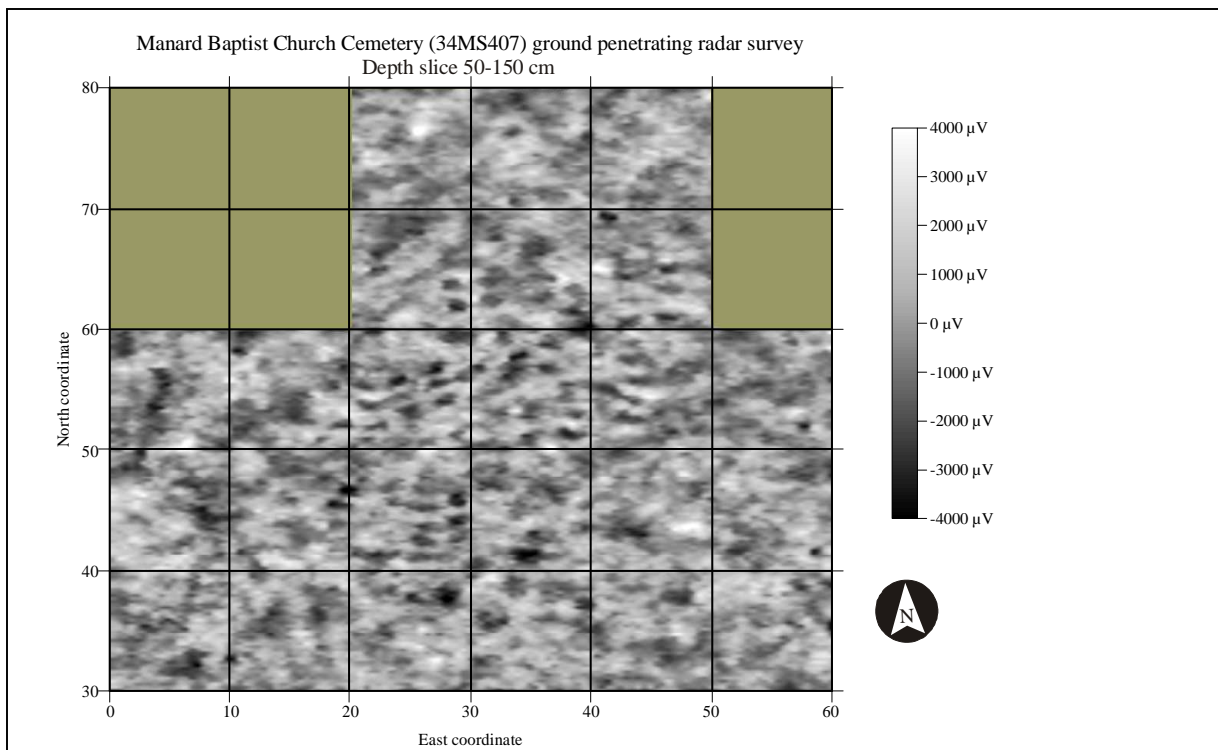 Manard Baptist Church Cemetery (34MS407) ground penetrating radar survey
Depth slice 50-150 cm
80
70
60
50
40
30
North coordinate
0
10
20
30
40
50
60
East coordinate
4000 µV
3000 µV
2000 µV
1000 µV
0 µV
-1000 µV
-2000 µV
-3000 µV
-4000 µV
N